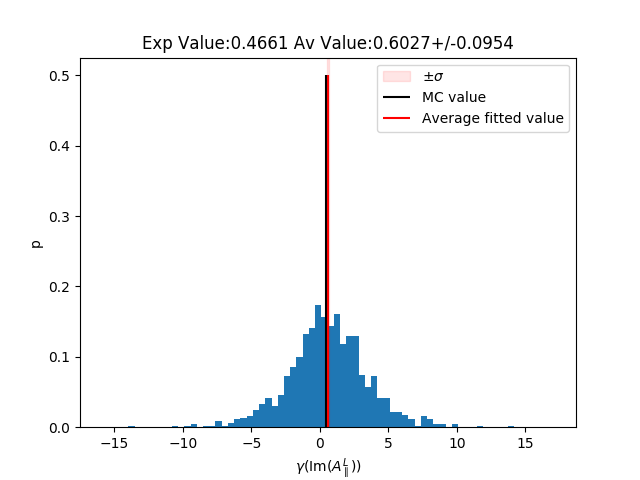 Exp Value:0.4661 Av Value:0.6027+/-0.0954
±σ
MC value
Average fitted value
0.5
0.4
0.3
0.2
0.1
0.0
p
−15 −10 −5 0 5 10 15
γ(Im(A_∥^L))